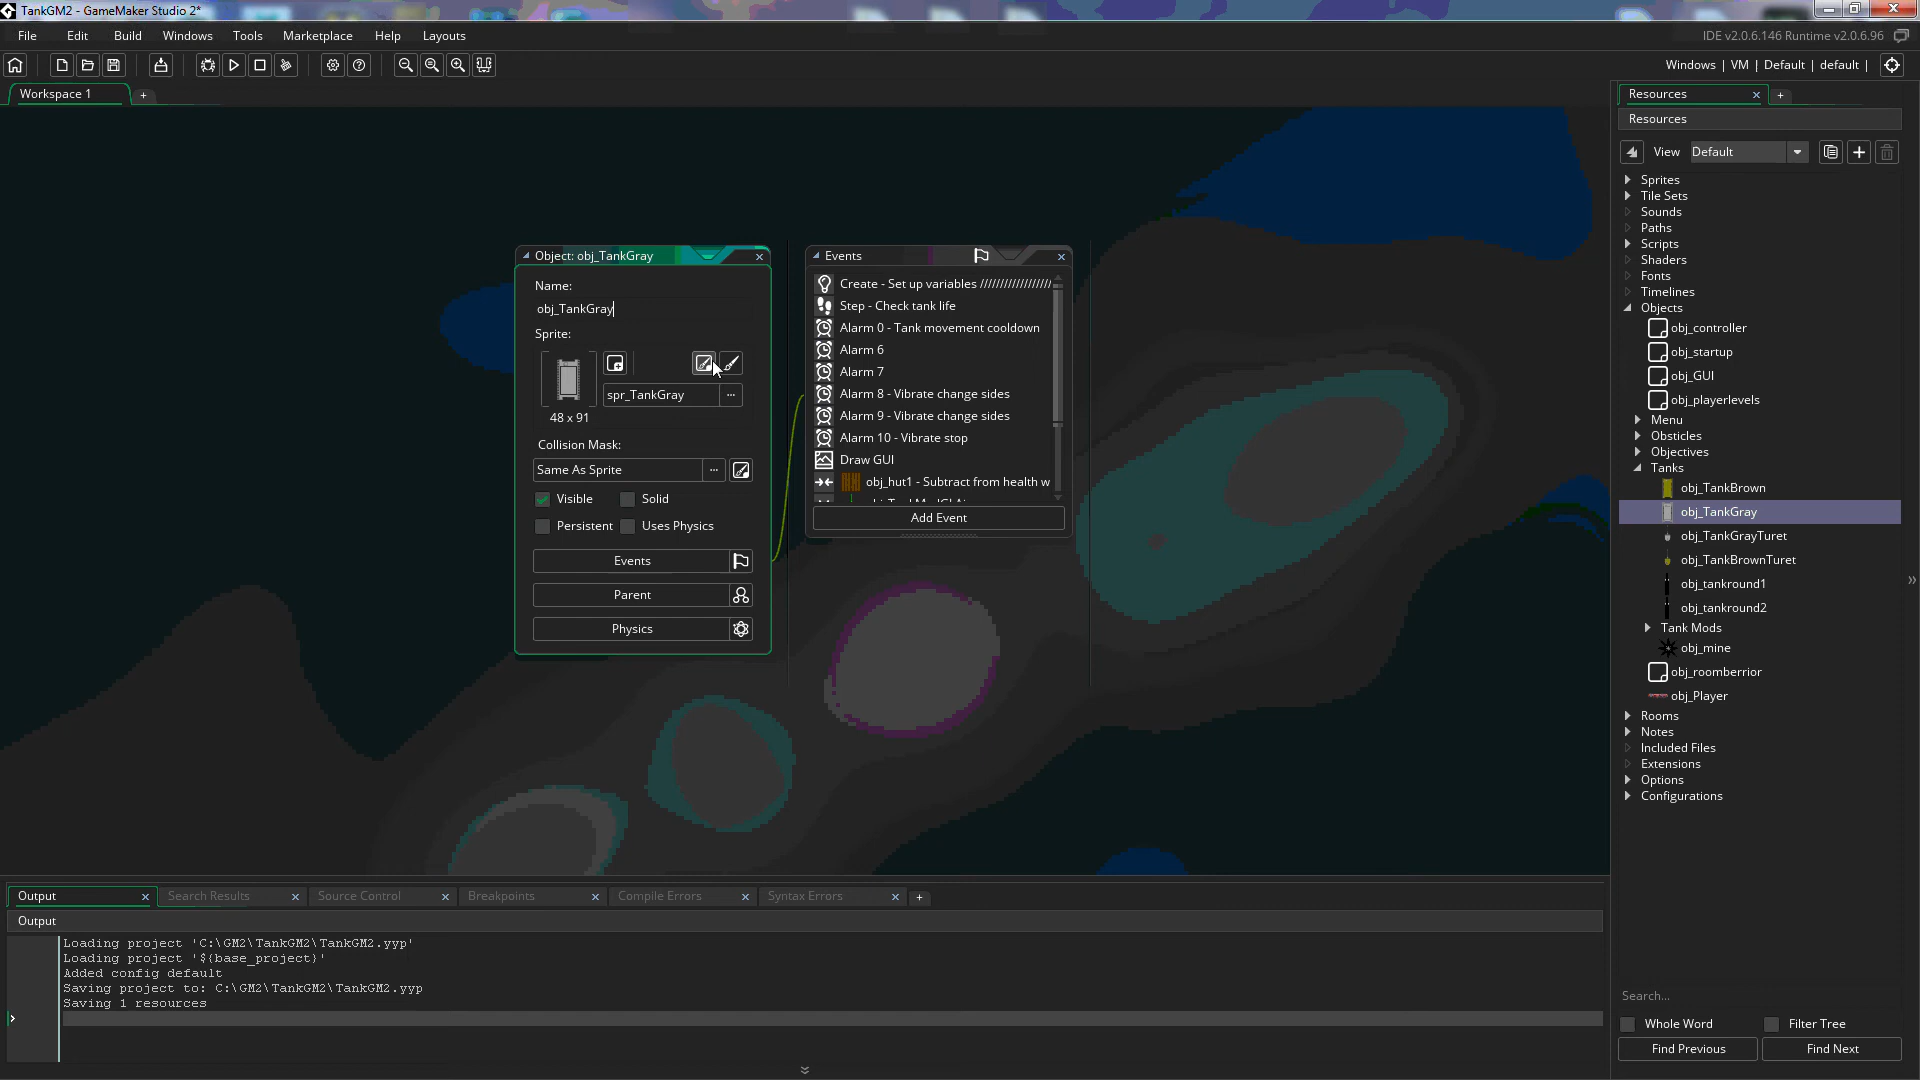 TankGM2 - GameMaker Studio 2*
File Edit Build Windows Tools Marketplace Help Layouts
IDE v2.0.6.146 Runtime v2.0.6.96
Windows | VM | Default | default |
Workspace 1
Object: obj_TankGray
Name:
obj_TankGray
Sprite:
spr_TankGray
48 x 91
Collision Mask:
Same As Sprite
Visible
Solid
Persistent
Uses Physics
Events
Parent
Physics
Events
Create - Set up variables //////////////////
Step - Check tank life
Alarm 0 - Tank movement cooldown
Alarm 6
Alarm 7
Alarm 8 - Vibrate change sides
Alarm 9 - Vibrate change sides
Alarm 10 - Vibrate stop
Draw GUI
obj_hut1 - Subtract from health w
Add Event
Resources
Resources
View Default
Sprites
Tile Sets
Sounds
Paths
Scripts
Shaders
Fonts
Timelines
Objects
obj_controller
obj_startup
obj_GUI
obj_playerlevels
Menu
Obsticles
Objectives
Tanks
obj_TankBrown
obj_TankGray
obj_TankGrayTuret
obj_TankBrownTuret
obj_tankround1
obj_tankround2
Tank Mods
obj_mine
obj_roomberrior
obj_Player
Rooms
Notes
Included Files
Extensions
Options
Configurations
Search...
Whole Word
Filter Tree
Find Previous
Find Next
Output Search Results Source Control Breakpoints Compile Errors Syntax Errors
Output
Loading project 'C:\GM2\TankGM2\TankGM2.yyp'
Loading project '${base_project}'
Added config default
Saving project to: C:\GM2\TankGM2\TankGM2.yyp
Saving 1 resources